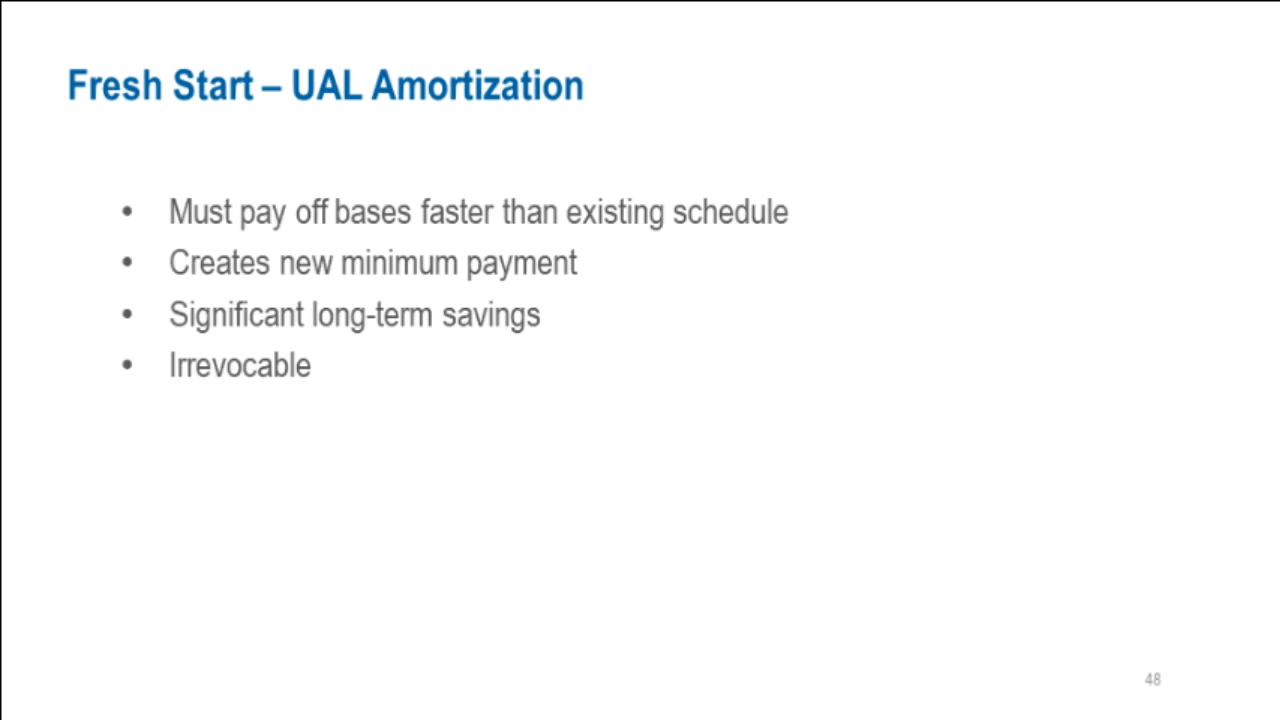 Fresh Start – UAL Amortization
• Must pay off bases faster than existing schedule
• Creates new minimum payment
• Significant long-term savings
• Irrevocable
48